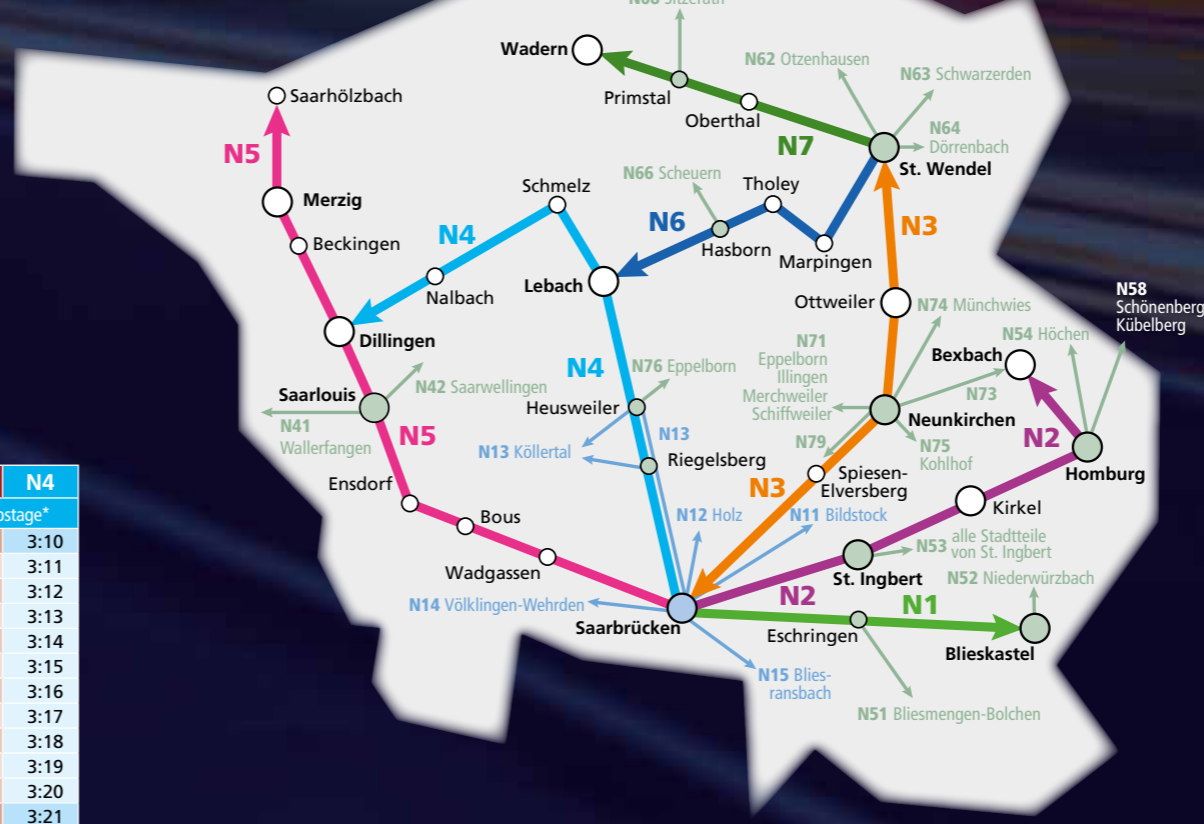 Wadern
N62 Otzenhausen
N63 Schwarzerden
Saarhölzbach
Primstal
Oberthal
N64
Dörrenbach
N7
N5
St. Wendel
N66 Scheuern
Tholey
Schmelz
Merzig
N4
N6
N3
Hasborn
Beckingen
Marpingen
Lebach
Nalbach
Ottweiler
N74 Münchwies
N58
Schönenberg
Kübelberg
Dillingen
N71
Eppelborn
Illingen
Merchweiler
Schiffweiler
N54 Höchen
Bexbach
N4
N76 Eppelborn
Saarlouis
N42 Saarwellingen
N73
Heusweiler
N41
Wallerfangen
N5
Neunkirchen
N13
N79
N75
Kohlhof
N2
N13 Köllertal
Riegelsberg
Homburg
N4
Ensdorf
N3
Spiesen-
Elversberg
Kirkel
Bous
N12 Holz
N11 Bildstock
3:10
3:11
3:12
3:13
3:14
3:15
3:16
3:17
3:18
3:19
3:20
3:21
N53
alle Stadtteile
von St. Ingbert
Wadgassen
St. Ingbert
N52 Niederwürzbach
N14 Völklingen-Wehrden
N2
N1
Saarbrücken
Eschringen
Blieskastel
N15 Blies-
ransbach
N51 Bliesmengen-Bolchen